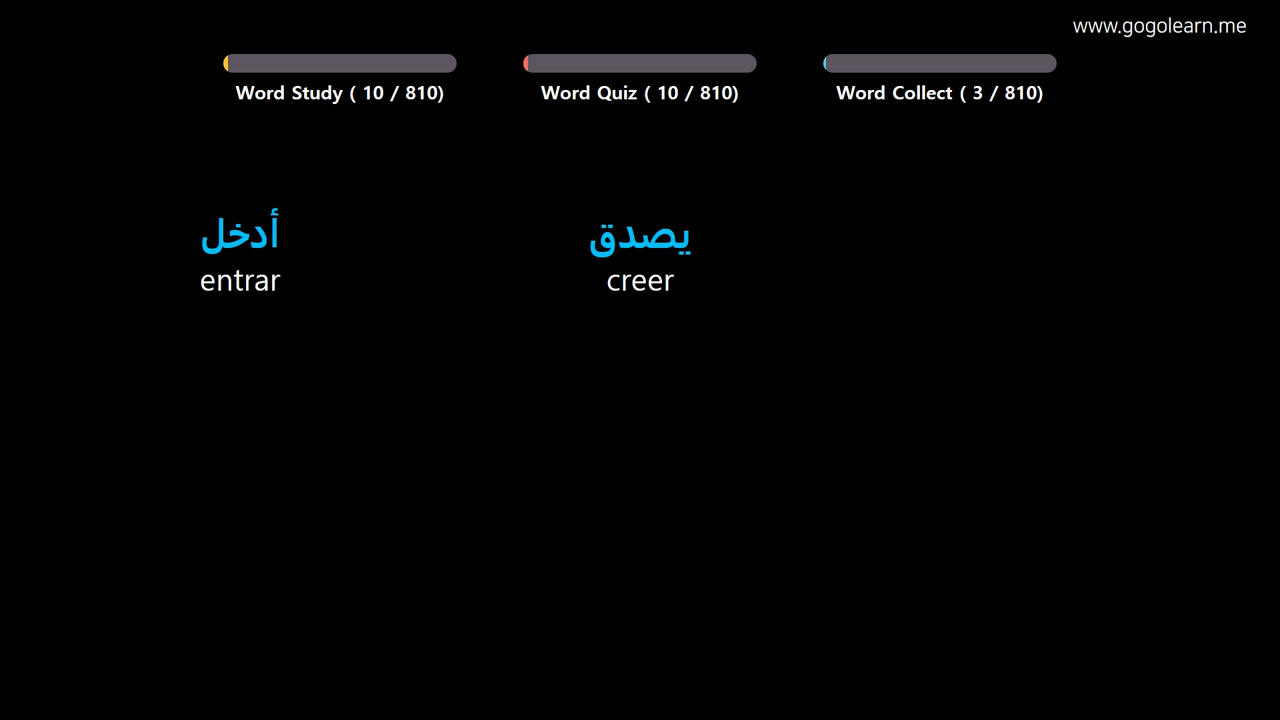 www.gogolearn.me
Word Study ( 10 / 810)
Word Quiz ( 10 / 810)
Word Collect ( 3 / 810)
أدخل
entrar
يصدق
creer